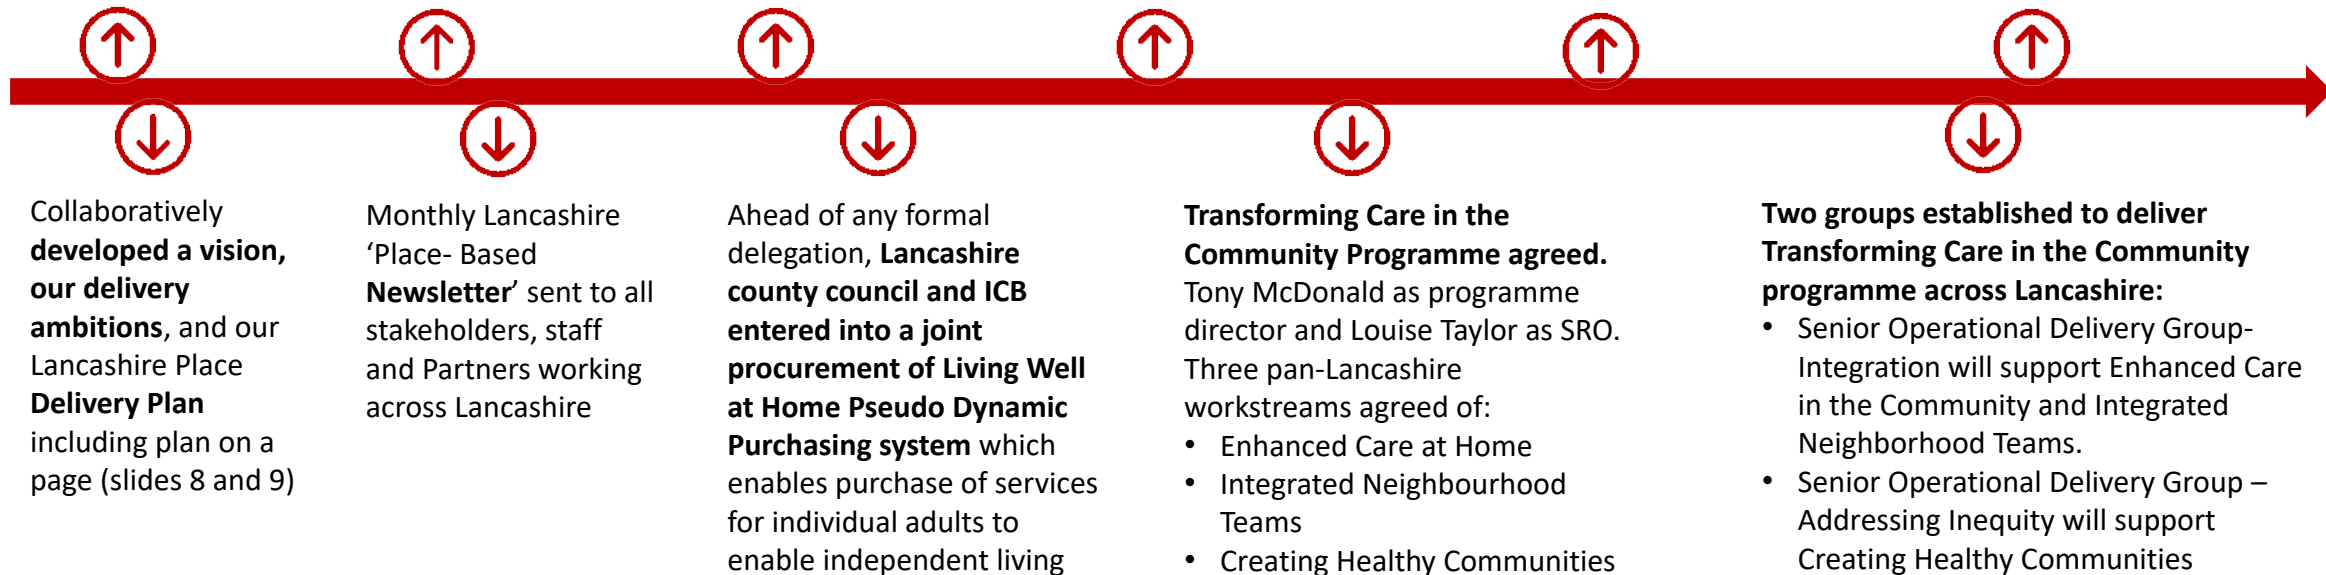 Collaboratively
developed a vision,
our delivery
ambitions, and our
Lancashire Place
Delivery Plan
including plan on a
page (slides 8 and 9)
Monthly Lancashire
‘Place- Based
Newsletter’ sent to all
stakeholders, staff
and Partners working
across Lancashire
Ahead of any formal
delegation, Lancashire
county council and ICB
entered into a joint
procurement of Living Well
at Home Pseudo Dynamic
Purchasing system which
enables purchase of services
for individual adults to
enable independent living
Transforming Care in the
Community Programme agreed.
Tony McDonald as programme
director and Louise Taylor as SRO.
Three pan-Lancashire
workstreams agreed of:
• Enhanced Care at Home
• Integrated Neighbourhood
Teams
• Creating Healthy Communities
Two groups established to deliver
Transforming Care in the Community
programme across Lancashire:
• Senior Operational Delivery Group-
Integration will support Enhanced Care
in the Community and Integrated
Neighborhood Teams.
• Senior Operational Delivery Group –
Addressing Inequity will support
Creating Healthy Communities